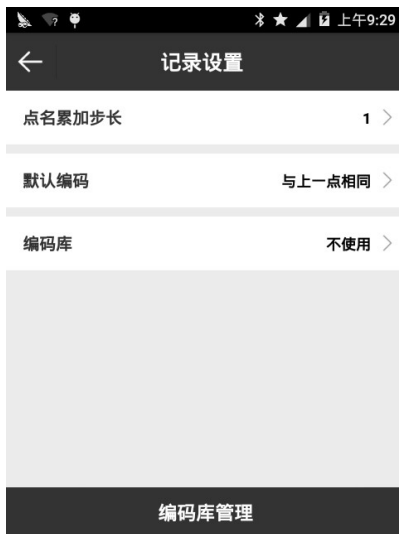 上午9:29
记录设置
点名累加步长 1
默认编码 与上一点相同
编码库 不使用
编码库管理